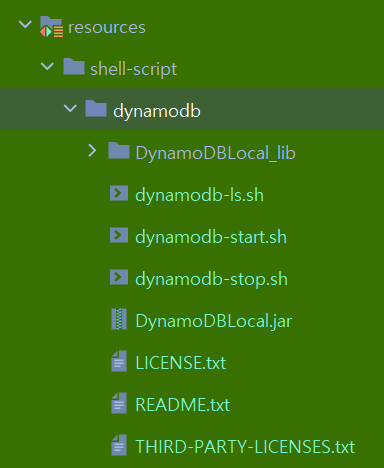 resources
shell-script
dynamodb
DynamoDBLocal_lib
dynamodb-ls.sh
dynamodb-start.sh
dynamodb-stop.sh
DynamoDBLocal.jar
LICENSE.txt
README.txt
THIRD-PARTY-LICENSES.txt